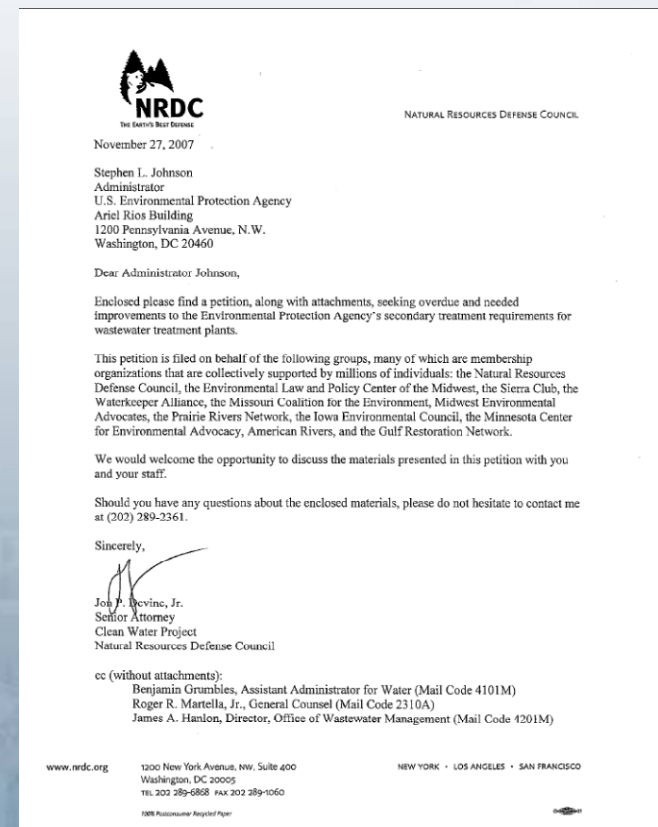 NRDC
THE EARTH'S BEST DEFENSE
NATURAL RESOURCES DEFENSE COUNCIL
November 27, 2007
Stephen L. Johnson
Administrator
U.S. Environmental Protection Agency
Ariel Rios Building
1200 Pennsylvania Avenue, N.W.
Washington, DC 20460
Dear Administrator Johnson,
Enclosed please find a petition, along with attachments, seeking overdue and needed
improvements to the Environmental Protection Agency's secondary treatment requirements for
wastewater treatment plants.
This petition is filed on behalf of the following groups, many of which are membership
organizations that are collectively supported by millions of individuals: the Natural Resources
Defense Council, the Environmental Law and Policy Center of the Midwest, the Sierra Club, the
Waterkeeper Alliance, the Missouri Coalition for the Environment, Midwest Environmental
Advocates, the Prairie Rivers Network, the Iowa Environmental Council, the Minnesota Center
for Environmental Advocacy, American Rivers, and the Gulf Restoration Network.
We would welcome the opportunity to discuss the materials presented in this petition with you
and your staff.
Should you have any questions about the enclosed materials, please do not hesitate to contact me
at (202) 289-2361.
Sincerely,
Jon P. Devine, Jr.
Senior Attorney
Clean Water Project
Natural Resources Defense Council
cc (without attachments):
Benjamin Grumbles, Assistant Administrator for Water (Mail Code 4101M)
Roger R. Martella, Jr., General Counsel (Mail Code 2310A)
James A. Hanlon, Director, Office of Wastewater Management (Mail Code 4201M)
www.nrdc.org
1200 New York Avenue, NW, Suite 400
Washington, DC 20005
TEL 202 289-6868 FAX 202 289-1060
100% Postconsumer Recycled Paper
NEW YORK • LOS ANGELES • SAN FRANCISCO